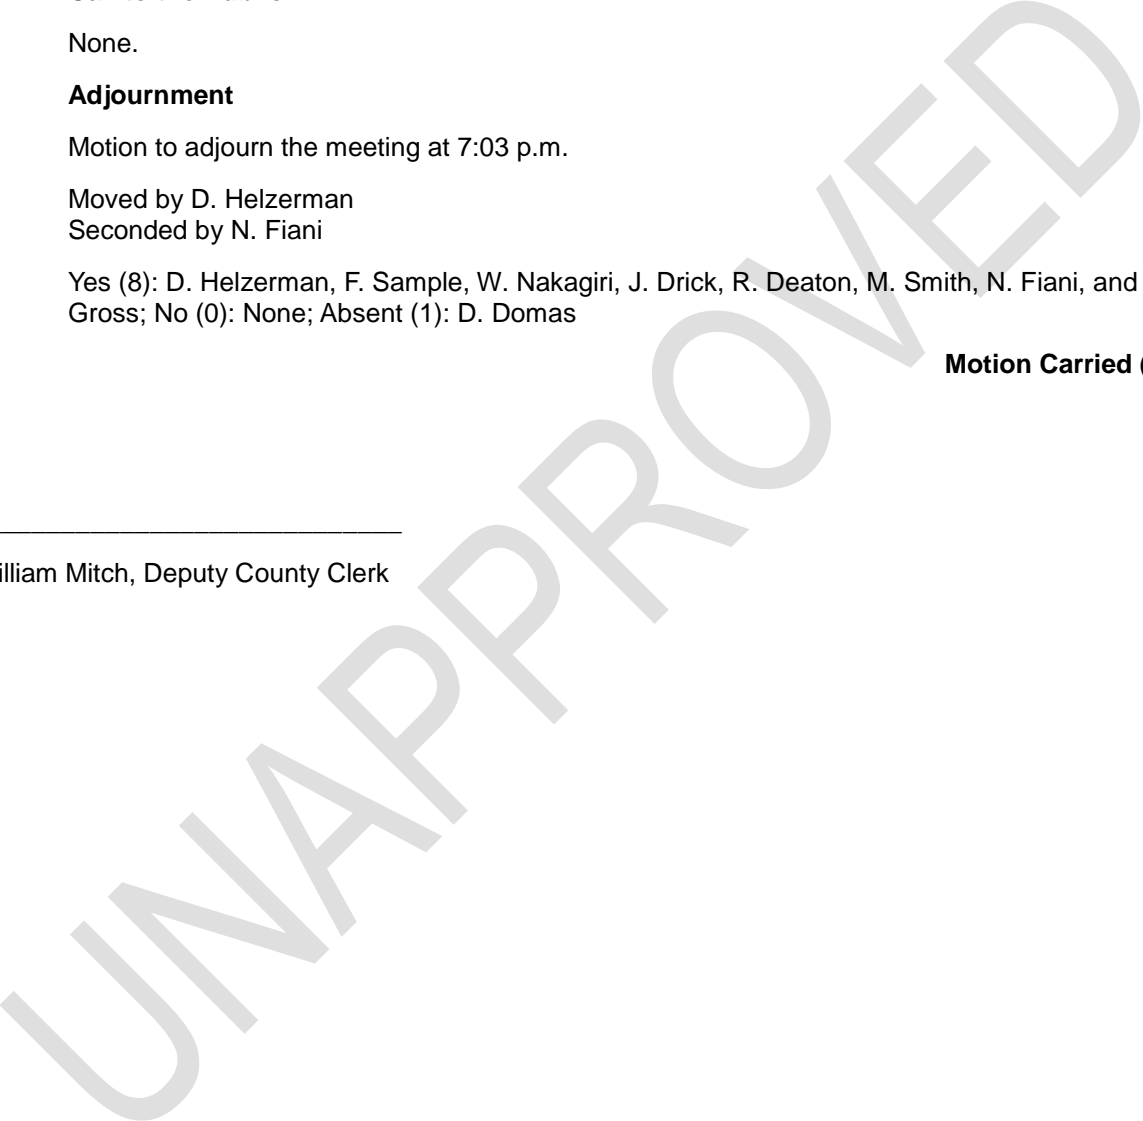 None.
Adjournment
Motion to adjourn the meeting at 7:03 p.m.
Moved by D. Helzerman
Seconded by N. Fiani
Yes (8): D. Helzerman, F. Sample, W. Nakagiri, J. Drick, R. Deaton, M. Smith, N. Fiani, and
Gross; No (0): None; Absent (1): D. Domas
Motion Carried (
illiam Mitch, Deputy County Clerk
UNAPPROVED